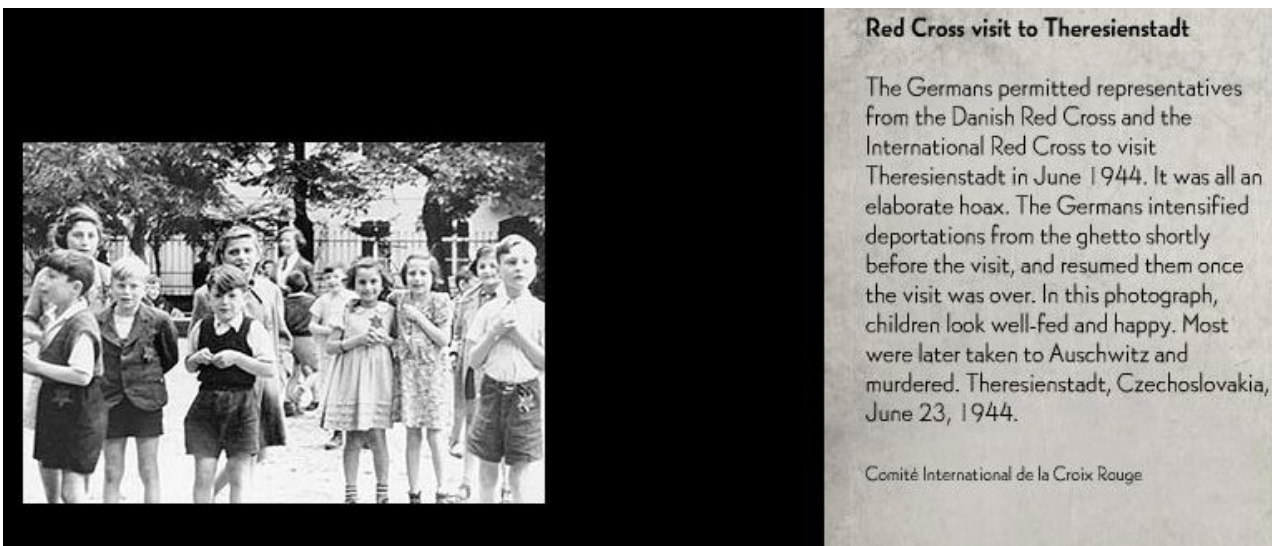 Red Cross visit to Theresienstadt
The Germans permitted representatives
from the Danish Red Cross and the
International Red Cross to visit
Theresienstadt in June 1944. It was all an
elaborate hoax. The Germans intensified
deportations from the ghetto shortly
before the visit, and resumed them once
the visit was over. In this photograph,
children look well-fed and happy. Most
were later taken to Auschwitz and
murdered. Theresienstadt, Czechoslovakia,
June 23, 1944.
Comité International de la Croix Rouge